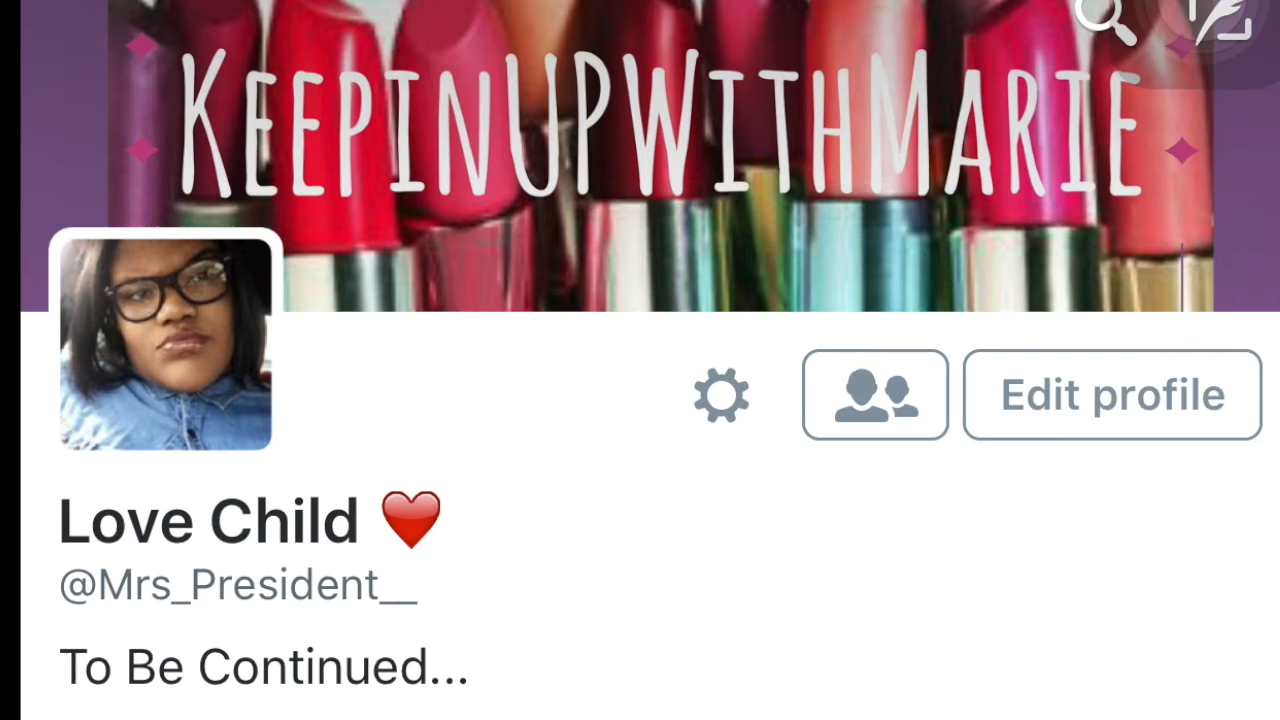 KEEPINUPWITHMARIE
Edit profile
Love Child ❤️
@Mrs_President__
To Be Continued...